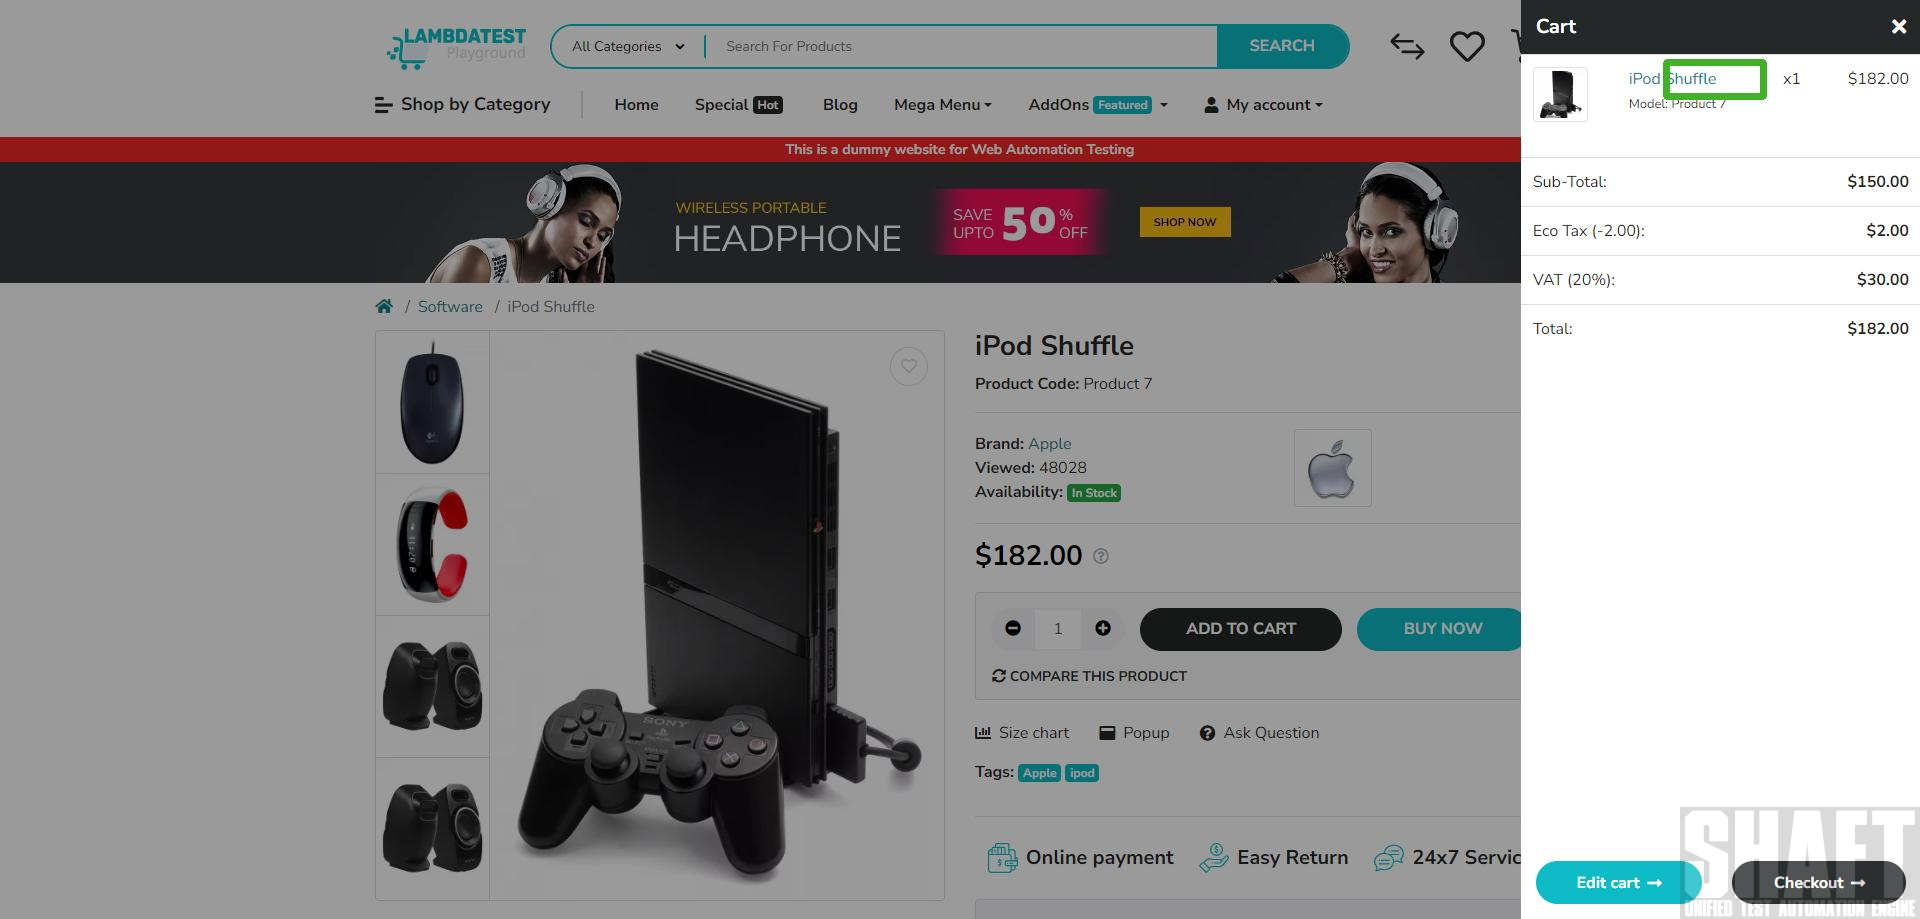 LAMBDATEST
Playground
All Categories
Search For Products
SEARCH
Shop by Category
Home
Special Hot
Blog
Mega Menu
AddOns Featured
My account
This is a dummy website for Web Automation Testing
WIRELESS PORTABLE
HEADPHONE
SAVE UPTO 50% OFF
SHOP NOW
/ Software / iPod Shuffle
SONY
iPod Shuffle
Product Code: Product 7
Brand: Apple
Viewed: 48028
Availability: In Stock
$182.00
1
ADD TO CART
BUY NOW
COMPARE THIS PRODUCT
Size chart
Popup
Ask Question
Tags: Apple ipod
Online payment
Easy Return
24x7 Servic
Cart
iPod Shuffle x1 $182.00
Model: Product 7
Sub-Total: $150.00
Eco Tax (-2.00): $2.00
VAT (20%): $30.00
Total: $182.00
Edit cart
Checkout
SHAFT
UNIFIED TEST AUTOMATION ENGINE